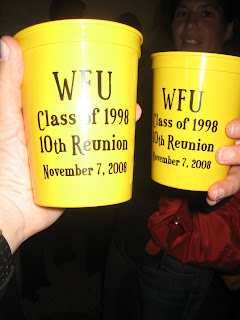 WFU
Class of 1998
10th Reunion
November 7, 2008
WFU
Class of 1998
10th Reunion
November 7, 2008